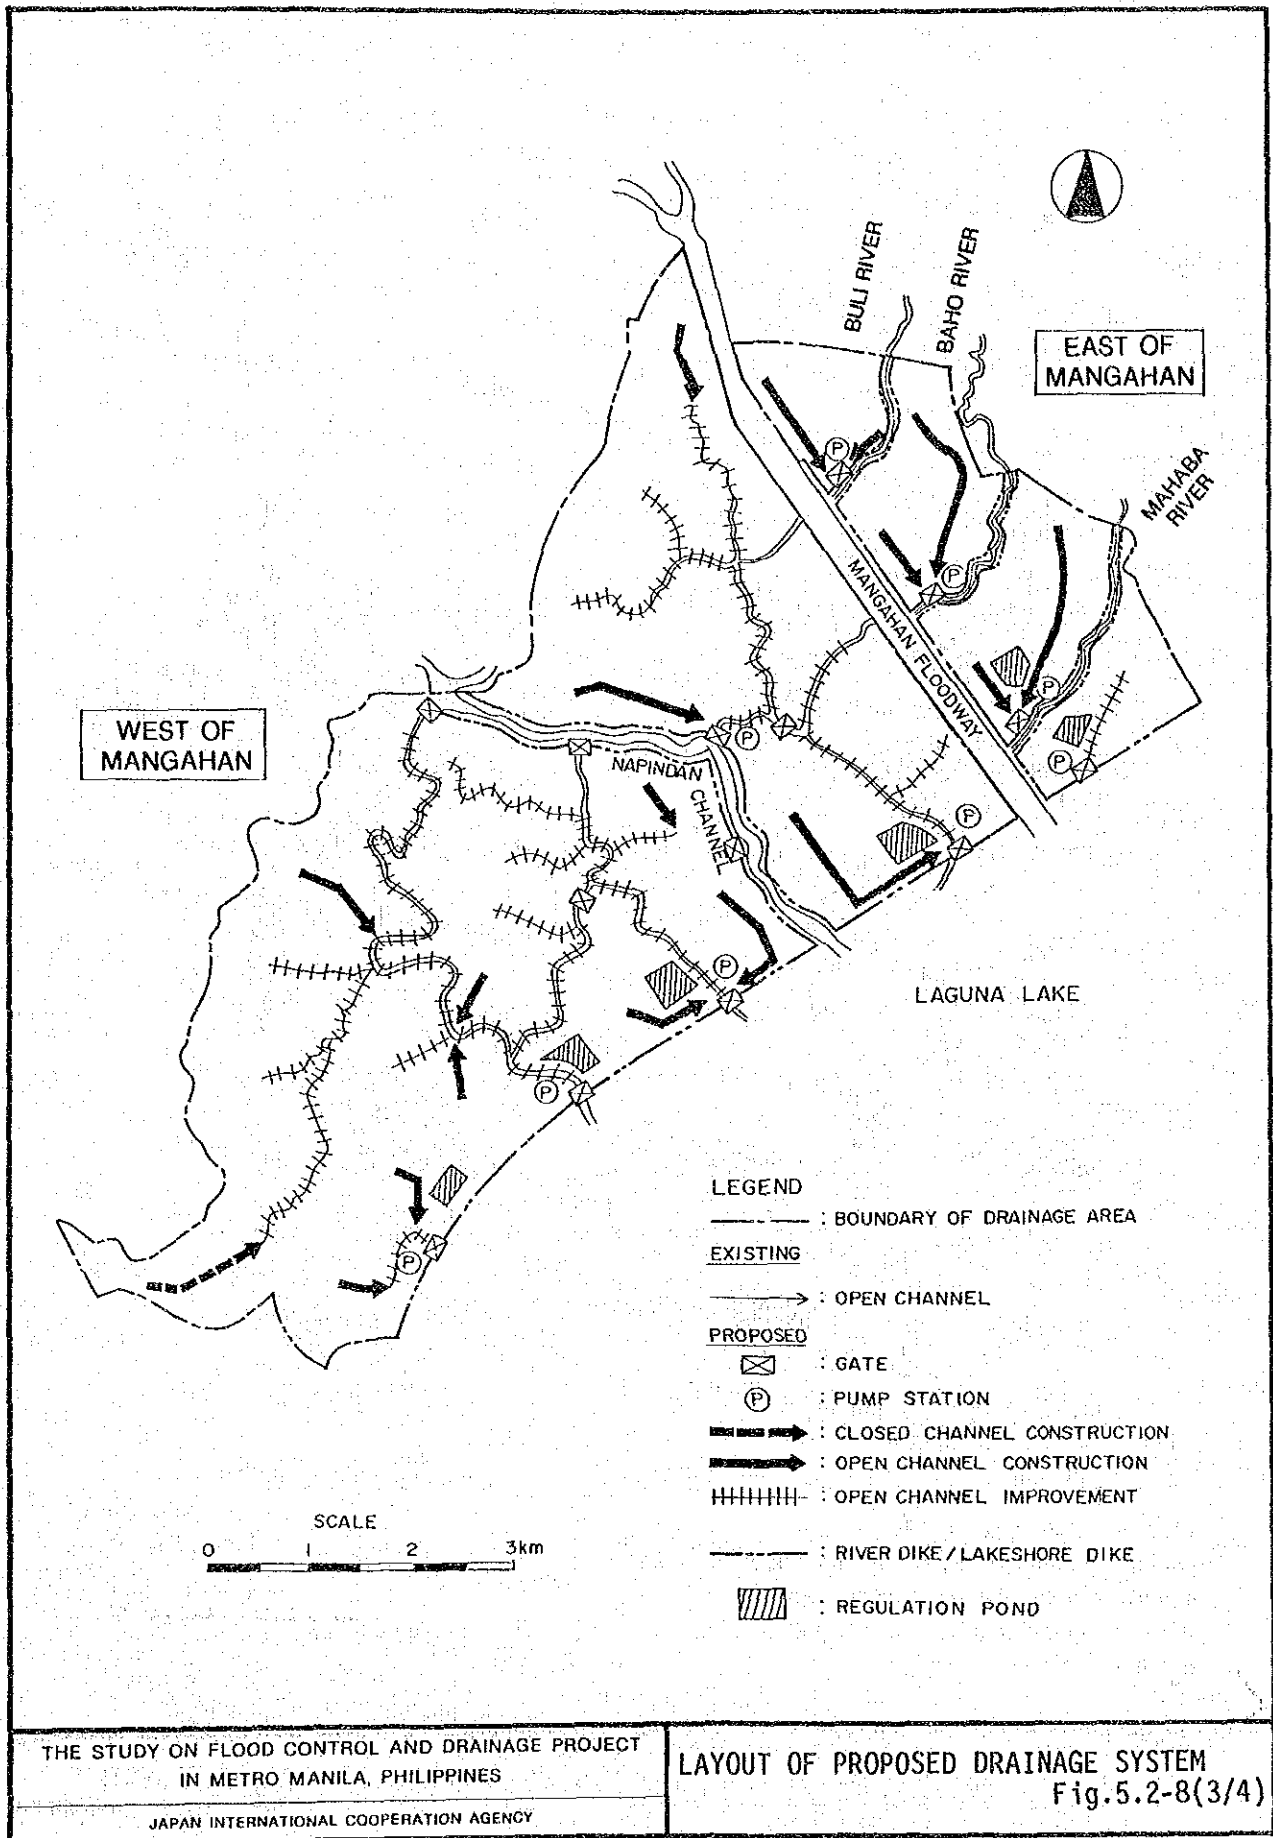 BULI RIVER
BAHO RIVER
EAST OF
MANGAHAN
MAHABA
RIVER
P
P
MANGAHAN FLOODWAY
P
WEST OF
MANGAHAN
P
P
NAPINDAN
CHANNEL
P
P
LAGUNA LAKE
P
P
LEGEND
: BOUNDARY OF DRAINAGE AREA
EXISTING
: OPEN CHANNEL
PROPOSED
: GATE
P : PUMP STATION
: CLOSED CHANNEL CONSTRUCTION
: OPEN CHANNEL CONSTRUCTION
: OPEN CHANNEL IMPROVEMENT
: RIVER DIKE/LAKESHORE DIKE
: REGULATION POND
SCALE
0 1 2 3km
THE STUDY ON FLOOD CONTROL AND DRAINAGE PROJECT
IN METRO MANILA, PHILIPPINES
JAPAN INTERNATIONAL COOPERATION AGENCY
LAYOUT OF PROPOSED DRAINAGE SYSTEM
Fig.5.2-8(3/4)